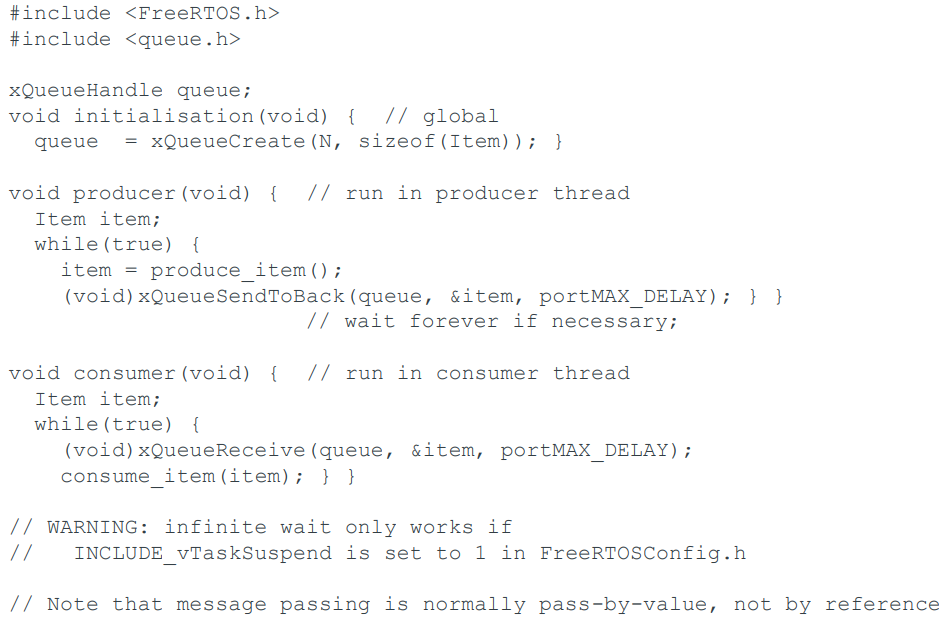 #include <FreeRTOS.h>
#include <queue.h>

xQueueHandle queue;
void initialisation(void) {  // global
  queue  = xQueueCreate(N, sizeof(Item)); }

void producer(void) {  // run in producer thread
  Item item;
  while(true) {
    item = produce_item();
    (void)xQueueSendToBack(queue, &item, portMAX_DELAY); } }
                       // wait forever if necessary;

void consumer(void) {  // run in consumer thread
  Item item;
  while(true) {
    (void)xQueueReceive(queue, &item, portMAX_DELAY);
    consume_item(item); } }

// WARNING: infinite wait only works if
//   INCLUDE_vTaskSuspend is set to 1 in FreeRTOSConfig.h

// Note that message passing is normally pass-by-value, not by reference